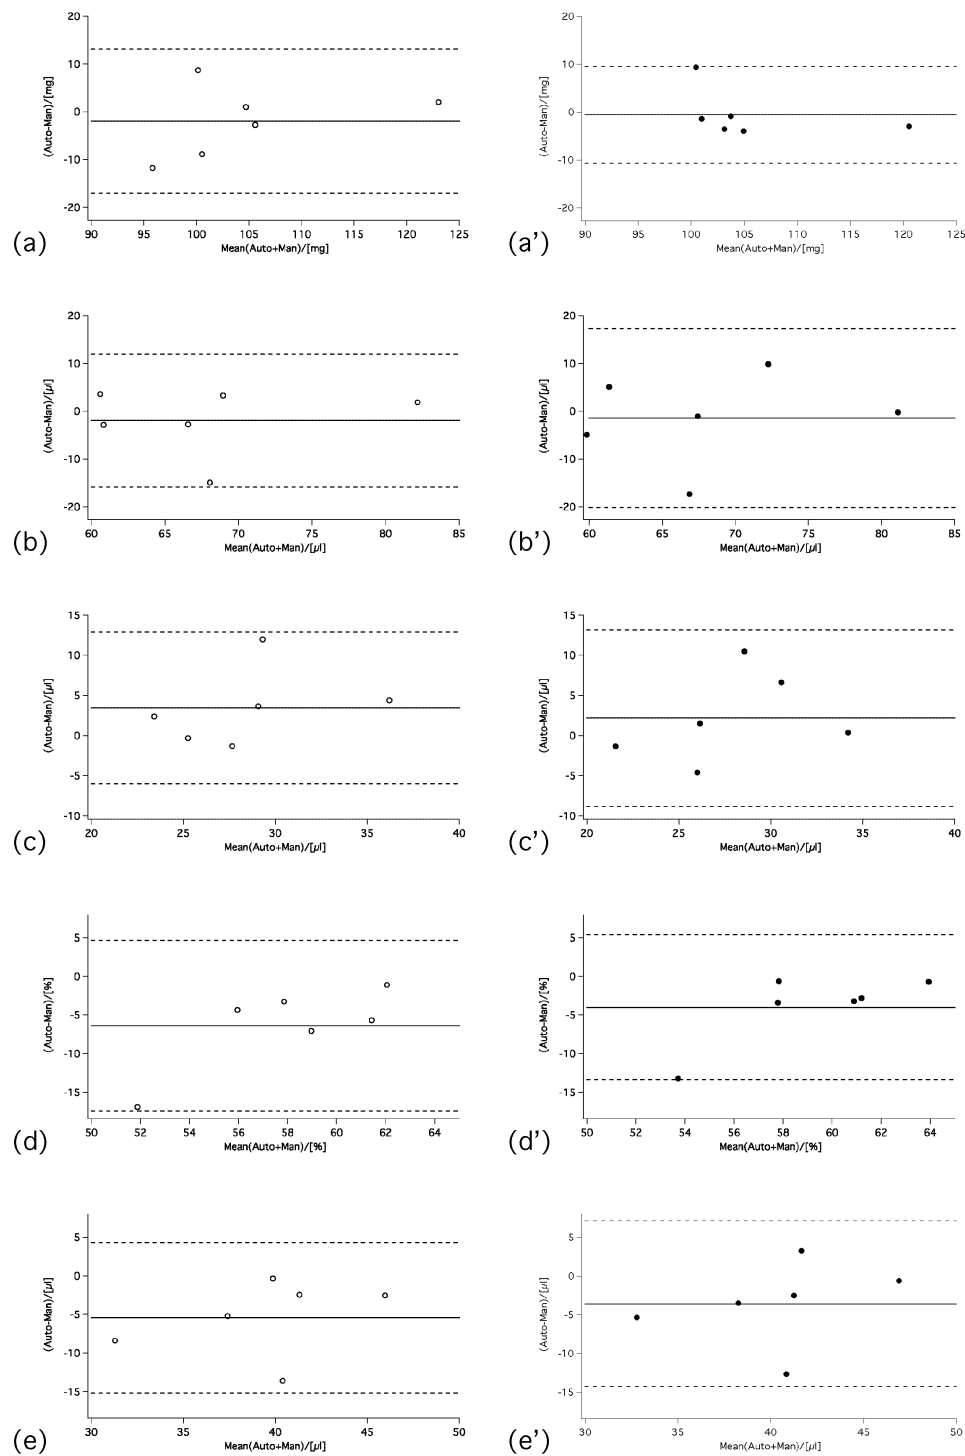 20
10
0
-10
-20
(Auto-Man)/[mg]
90 95 100 105 110 115 120 125
Mean(Auto+Man)/[mg]
(a)
20
10
0
-10
-20
(Auto-Man)/[mg]
90 95 100 105 110 115 120 125
Mean(Auto+Man)/[mg]
(a')
20
10
0
-10
-20
(Auto-Man)/[µl]
60 65 70 75 80 85
Mean(Auto+Man)/[µl]
(b)
20
10
0
-10
-20
(Auto-Man)/[µl]
60 65 70 75 80 85
Mean(Auto+Man)/[µl]
(b')
15
10
5
0
-5
-10
(Auto-Man)/[µl]
20 25 30 35 40
Mean(Auto+Man)/[µl]
(c)
15
10
5
0
-5
-10
(Auto-Man)/[µl]
20 25 30 35 40
Mean(Auto+Man)/[µl]
(c')
5
0
-5
-10
-15
(Auto-Man)/[%]
50 52 54 56 58 60 62 64
Mean(Auto+Man)/[%]
(d)
5
0
-5
-10
-15
(Auto-Man)/[%]
50 52 54 56 58 60 62 64
Mean(Auto+Man)/[%]
(d')
5
0
-5
-10
-15
(Auto-Man)/[µl]
30 35 40 45 50
Mean(Auto+Man)/[µl]
(e)
5
0
-5
-10
-15
(Auto-Man)/[µl]
30 35 40 45 50
Mean(Auto+Man)/[µl]
(e')